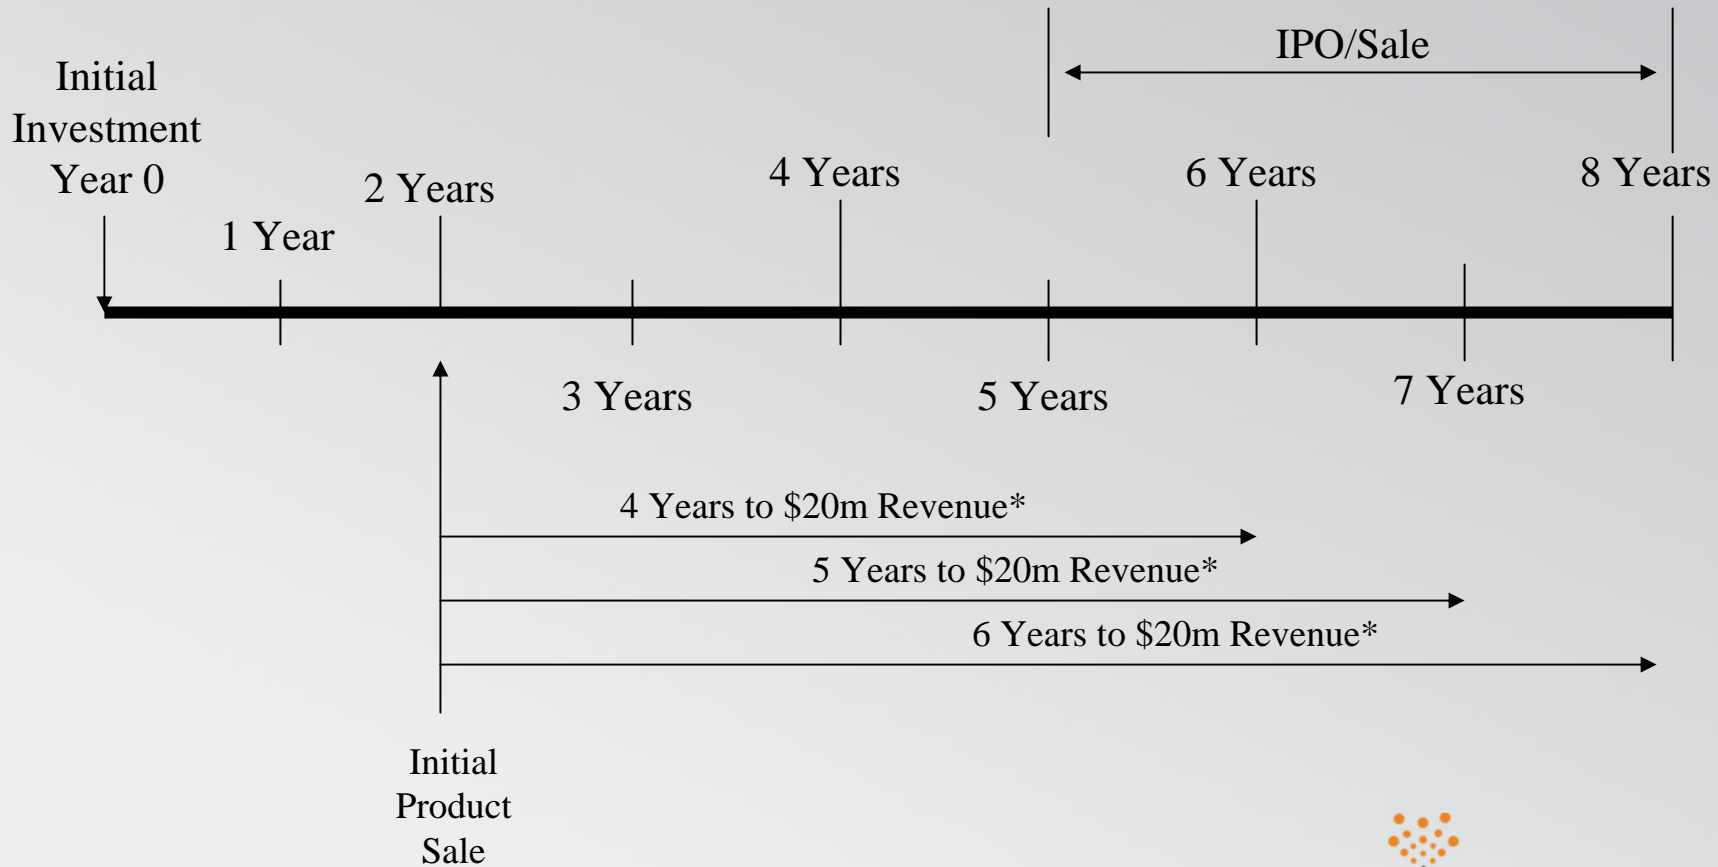 IPO/Sale
Initial
Investment
Year 0
1 Year
2 Years
4 Years
6 Years
8 Years
3 Years
5 Years
7 Years
4 Years to $20m Revenue*
5 Years to $20m Revenue*
6 Years to $20m Revenue*
Initial
Product
Sale